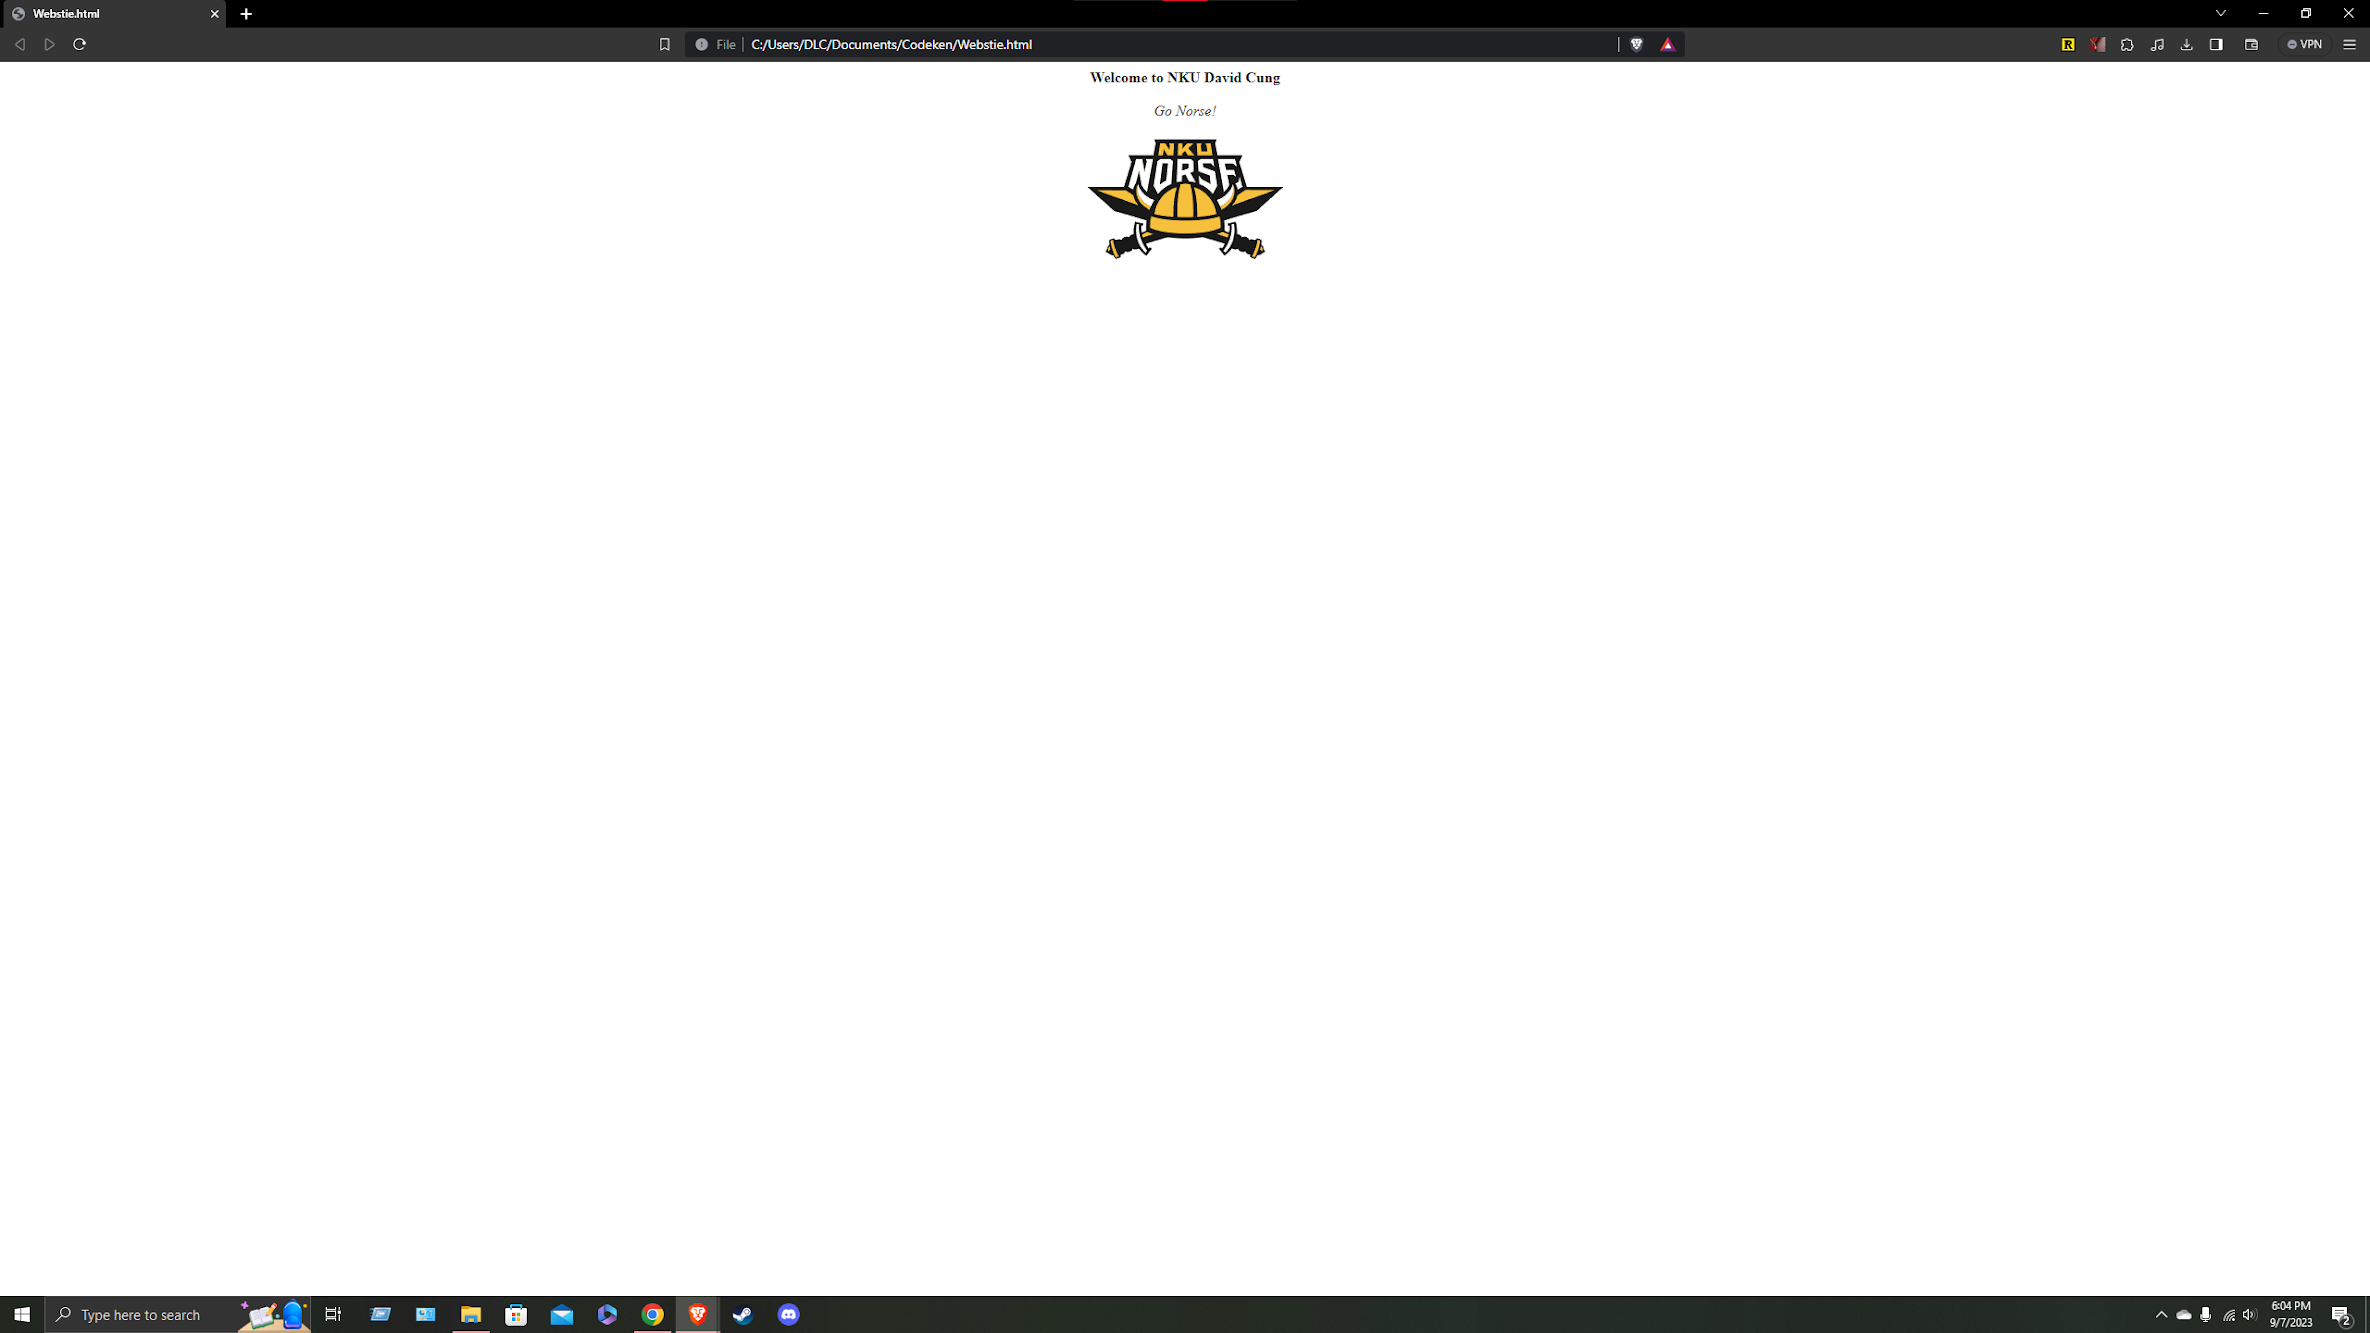 Webstie.html
File C:/Users/DLC/Documents/Codeken/Webstie.html
R
VPN
Welcome to NKU David Cung
Go Norse!
NKU
NORSE
Type here to search
6:04 PM
9/7/2023
2